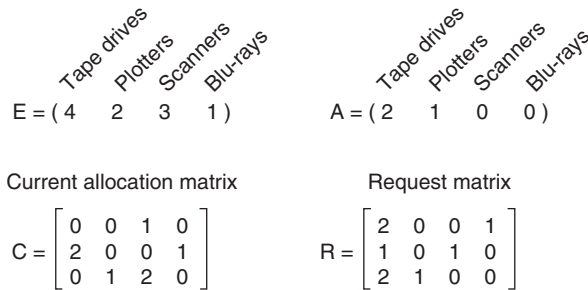 Tape drives
Plotters
Scanners
Blu-rays
E = ( 4 2 3 1 )
Tape drives
Plotters
Scanners
Blu-rays
A = ( 2 1 0 0 )
Current allocation matrix
C =
0 0 1 0
2 0 0 1
0 1 2 0
Request matrix
R =
2 0 0 1
1 0 1 0
2 1 0 0